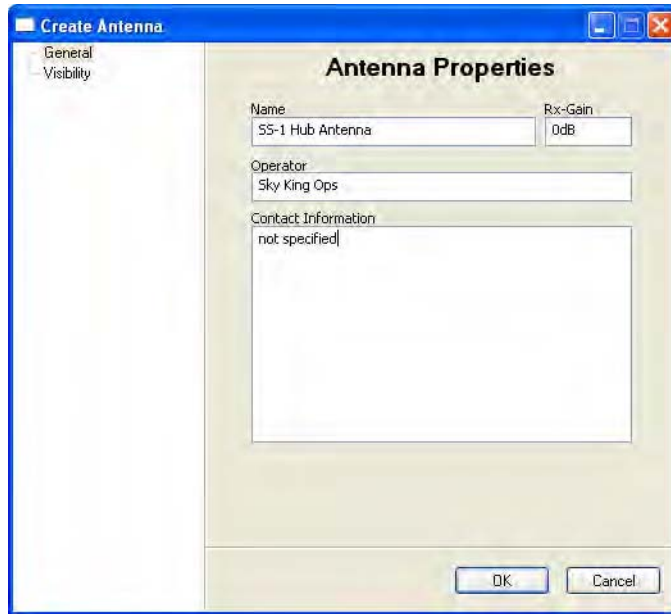 Create Antenna
General
Visibility
Antenna Properties
Name Rx-Gain
SS-1 Hub Antenna 0dB
Operator
Sky King Ops
Contact Information
not specified
OK Cancel